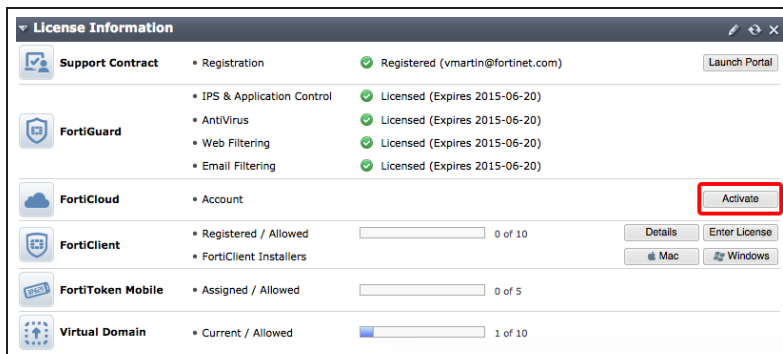 License Information
Support Contract • Registration Registered (vmartin@fortinet.com) Launch Portal
• IPS & Application Control Licensed (Expires 2015-06-20)
• AntiVirus Licensed (Expires 2015-06-20)
FortiGuard
• Web Filtering Licensed (Expires 2015-06-20)
• Email Filtering Licensed (Expires 2015-06-20)
FortiCloud • Account Activate
• Registered / Allowed 0 of 10 Details Enter License
FortiClient
• FortiClient Installers Mac Windows
FortiToken Mobile • Assigned / Allowed 0 of 5
Virtual Domain • Current / Allowed 1 of 10